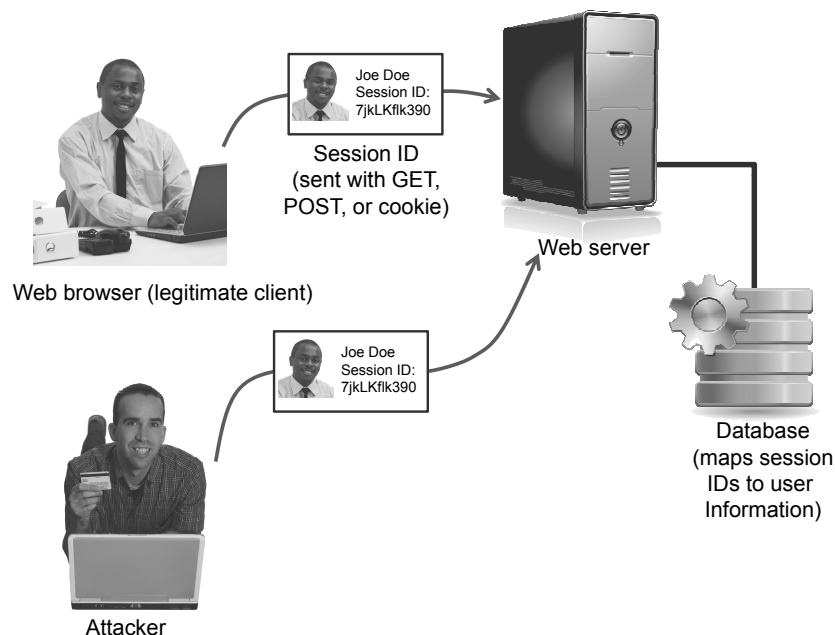 Joe Doe
Session ID:
7jkLKflk390
Session ID
(sent with GET,
POST, or cookie)
Web server
Web browser (legitimate client)
Joe Doe
Session ID:
7jkLKflk390
Database
(maps session
IDs to user
Information)
Attacker